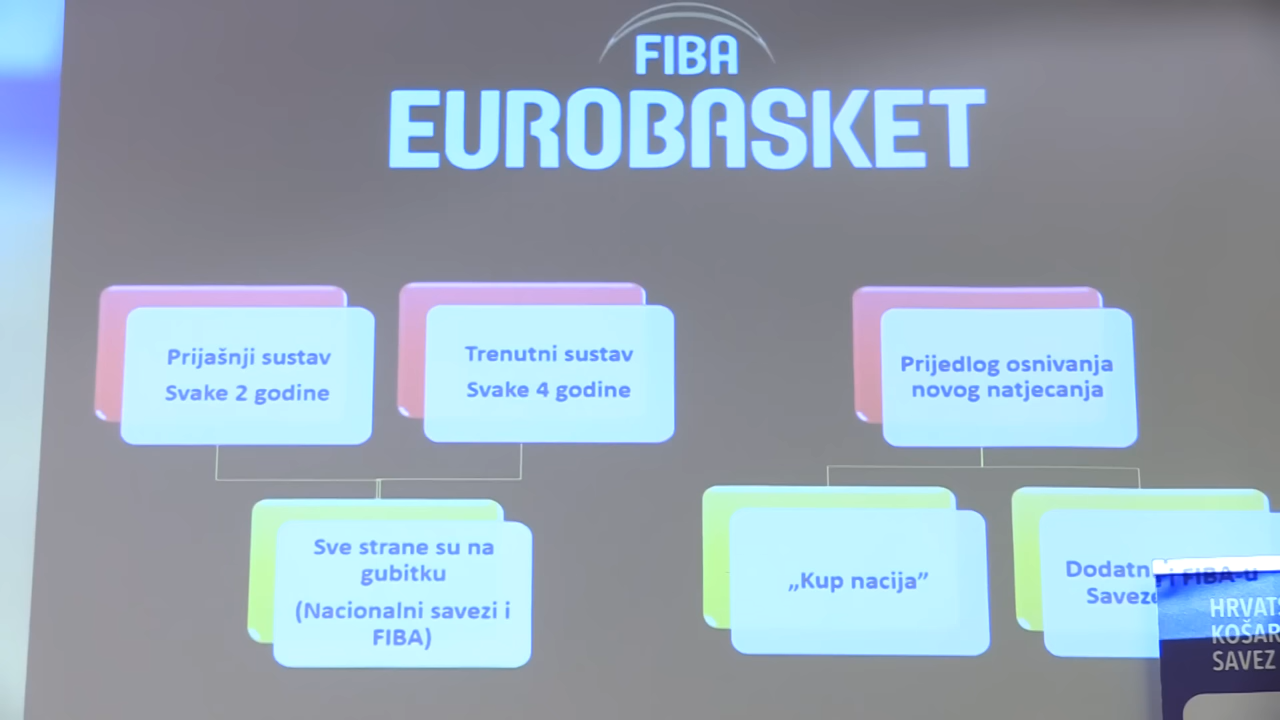 FIBA
EUROBASKET
Prijašnji sustav
Svake 2 godine
Trenutni sustav
Svake 4 godine
Prijedlog osnivanja
novog natjecanja
Sve strane su na
gubitku
(Nacionalni savezi i
FIBA)
„Kup nacija”
FIBA-u
HRVATS
KOŠAR
SAVEZ